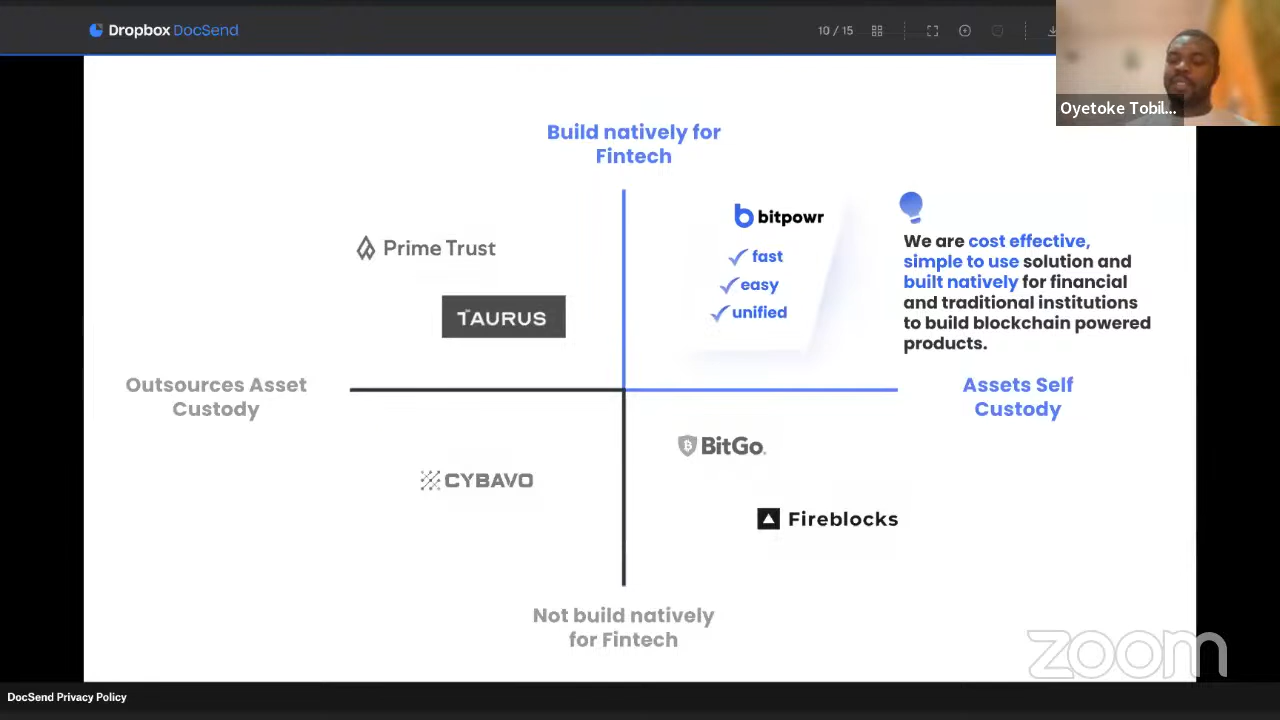 Dropbox DocSend
10 / 15
Oyetoke Tobil...
Build natively for
Fintech
bitpowr
fast
easy
unified
Prime Trust
TAURUS
We are cost effective,
simple to use solution and
built natively for financial
and traditional institutions
to build blockchain powered
products.
Outsources Asset
Custody
Assets Self
Custody
BitGo.
CYBAVO
Fireblocks
Not build natively
for Fintech
zoom
DocSend Privacy Policy